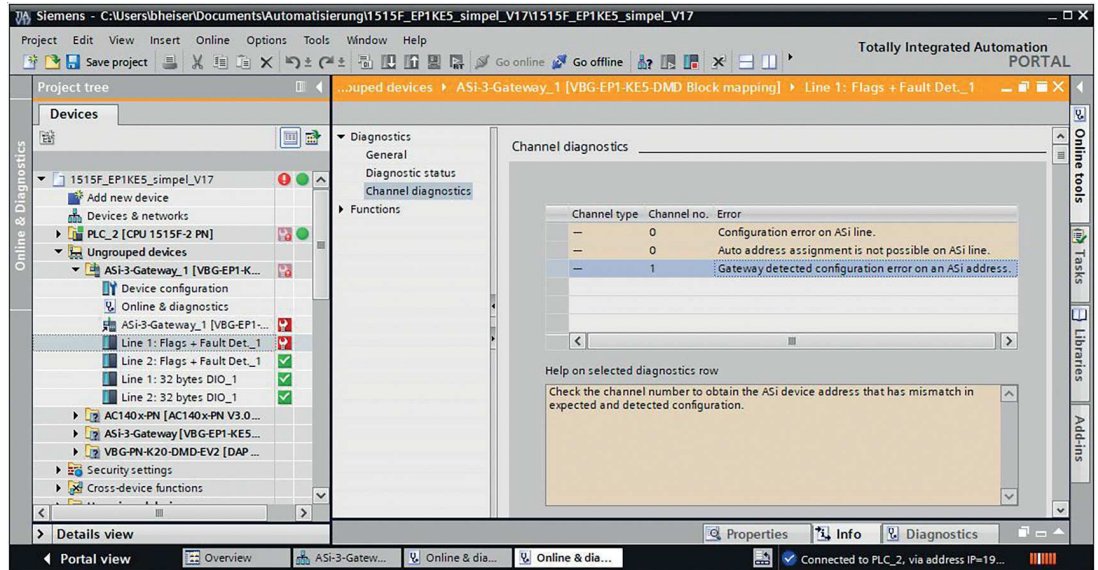 Siemens - C:\Users\bheiser\Documents\Automatisierung\1515F_EP1KE5_simpel_V17\1515F_EP1KE5_simpel_V17
Project Edit View Insert Online Options Tools Window Help
Totally Integrated Automation
PORTAL
Save project
Go online
Go offline
Project tree
...ouped devices ▸ ASi-3-Gateway_1 [VBG-EP1-KE5-DMD Block mapping] ▸ Line 1: Flags + Fault Det._1
Devices
Online & Diagnostics
1515F_EP1KE5_simpel_V17
Add new device
Devices & networks
PLC_2 [CPU 1515F-2 PN]
Ungrouped devices
ASi-3-Gateway_1 [VBG-EP1-K...
Device configuration
Online & diagnostics
ASi-3-Gateway_1 [VBG-EP1-...
Line 1: Flags + Fault Det._1
Line 2: Flags + Fault Det._1
Line 1: 32 bytes DIO_1
Line 2: 32 bytes DIO_1
AC140x-PN [AC140x-PN V3.0...
ASi-3-Gateway [VBG-EP1-KE5...
VBG-PN-K20-DMD-EV2 [DAP ...
Security settings
Cross-device functions
Details view
Diagnostics
General
Diagnostic status
Channel diagnostics
Functions
Channel diagnostics
Channel type Channel no. Error
— 0 Configuration error on ASi line.
— 0 Auto address assignment is not possible on ASi line.
— 1 Gateway detected configuration error on an ASi address.
Help on selected diagnostics row
Check the channel number to obtain the ASi device address that has mismatch in
expected and detected configuration.
Online tools
Tasks
Libraries
Add-ins
Properties
Info
Diagnostics
Portal view
Overview
ASi-3-Gatew...
Online & dia...
Online & dia...
Connected to PLC_2, via address IP=19...